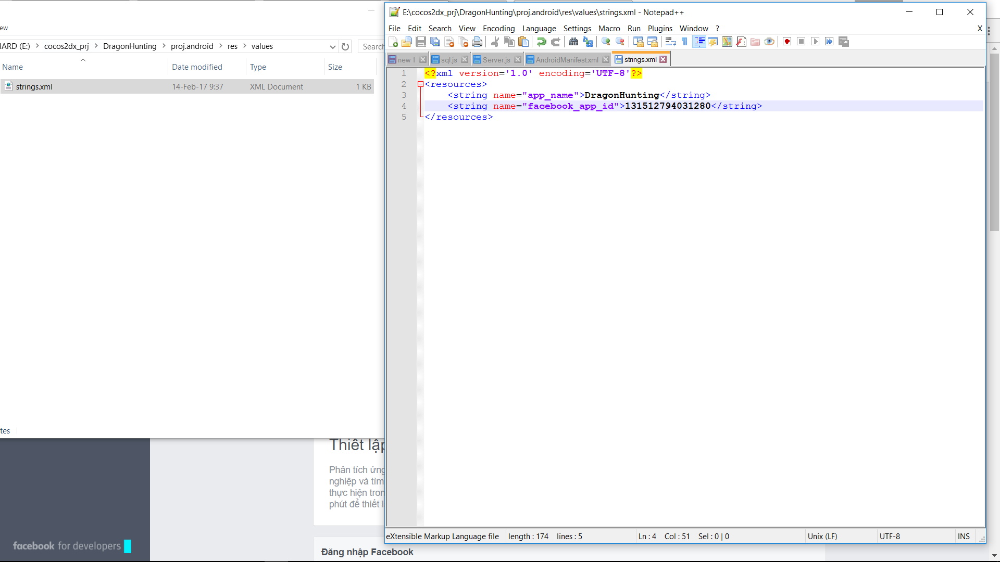 ew
HARD (E:) > cocos2dx_prj > DragonHunting > proj.android > res > values
Search
Name Date modified Type Size
strings.xml 14-Feb-17 9:37 XML Document 1 KB
tes
Thiết lập
Phân tích ứng
nghiệp và tìm
thực hiện tron
phút để thiết l
facebook for developers
Đăng nhập Facebook
E:\cocos2dx_prj\DragonHunting\proj.android\res\values\strings.xml - Notepad++
File Edit Search View Encoding Language Settings Macro Run Plugins Window ? X
new 1 sql.js Server.js AndroidManifest.xml strings.xml
1 <?xml version='1.0' encoding='UTF-8'?>
2 <resources>
3 <string name="app_name">DragonHunting</string>
4 <string name="facebook_app_id">131512794031280</string>
5 </resources>
eXtensible Markup Language file length : 174 lines : 5 Ln : 4 Col : 51 Sel : 0 | 0 Unix (LF) UTF-8 INS